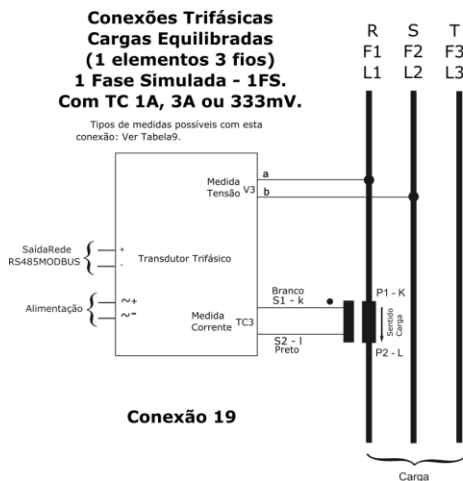 Conexões Trifásicas
Cargas Equilibradas
(1 elementos 3 fios)
1 Fase Simulada - 1FS.
Com TC 1A, 3A ou 333mV.
Tipos de medidas possíveis com esta
conexão: Ver Tabela9.
R S T
F1 F2 F3
L1 L2 L3
a
Medida
Tensão V3
b
SaídaRede
RS485MODBUS
+
-
Transdutor Trifásico
Alimentação
~+
~-
Medida
Corrente TC3
Branco
S1 - k
S2 - l
Preto
P1 - K
Sentido
Carga
P2 - L
Conexão 19
Carga